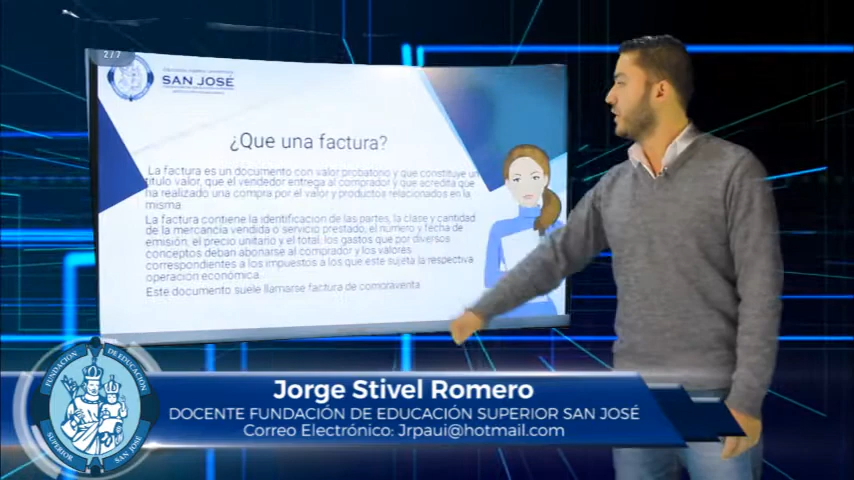 2/7
SAN JOSÉ
¿Que una factura?
La factura es un documento con valor probatorio y que constituye un
título valor, que el vendedor entrega al comprador y que acredita que
ha realizado una compra por el valor y productos relacionados en la
misma.
La factura contiene la identificación de las partes, la clase y cantidad
de la mercancía vendida o servicio prestado, el número y fecha de
emisión, el precio unitario y el total, los gastos que por diversos
conceptos deban abonarse al comprador y los valores
correspondientes a los impuestos a los que este sujeta la respectiva
operación económica.
Este documento suele llamarse factura de compraventa
Jorge Stivel Romero
DOCENTE FUNDACIÓN DE EDUCACIÓN SUPERIOR SAN JOSÉ
Correo Electrónico: Jrpaui@hotmail.com
FUNDACIÓN DE EDUCACIÓN
SUPERIOR SAN JOSÉ